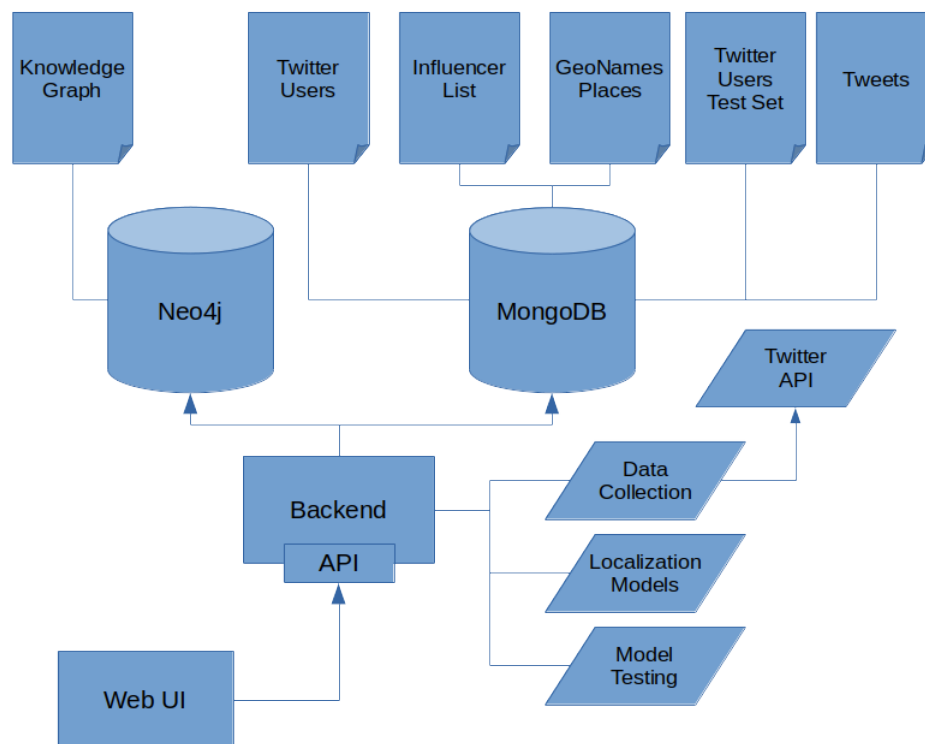 Knowledge
Graph
Twitter
Users
Influencer
List
GeoNames
Places
Twitter
Users
Test Set
Tweets
Neo4j
MongoDB
Twitter
API
Backend
API
Data
Collection
Localization
Models
Model
Testing
Web UI